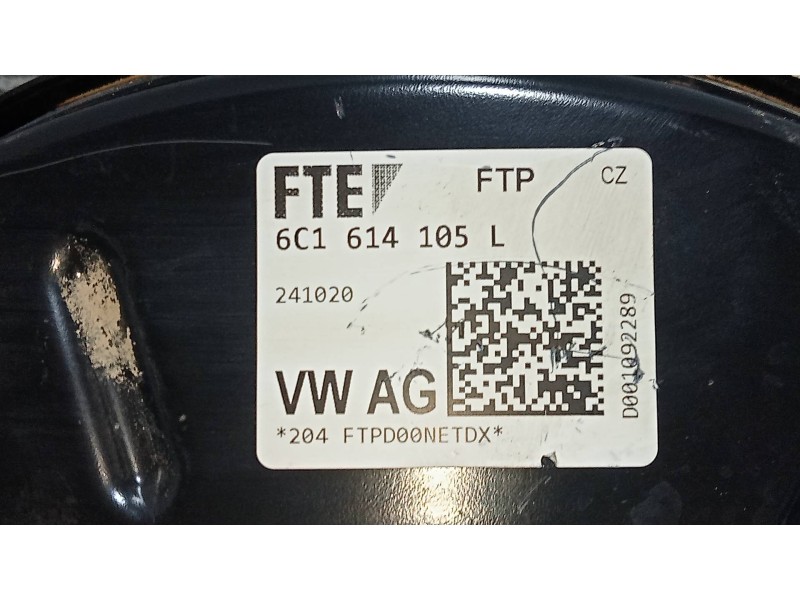 FTE FTP CZ
6C1 614 105 L
241020
VW AG
*204 FTPD00NETDX*
D001092289